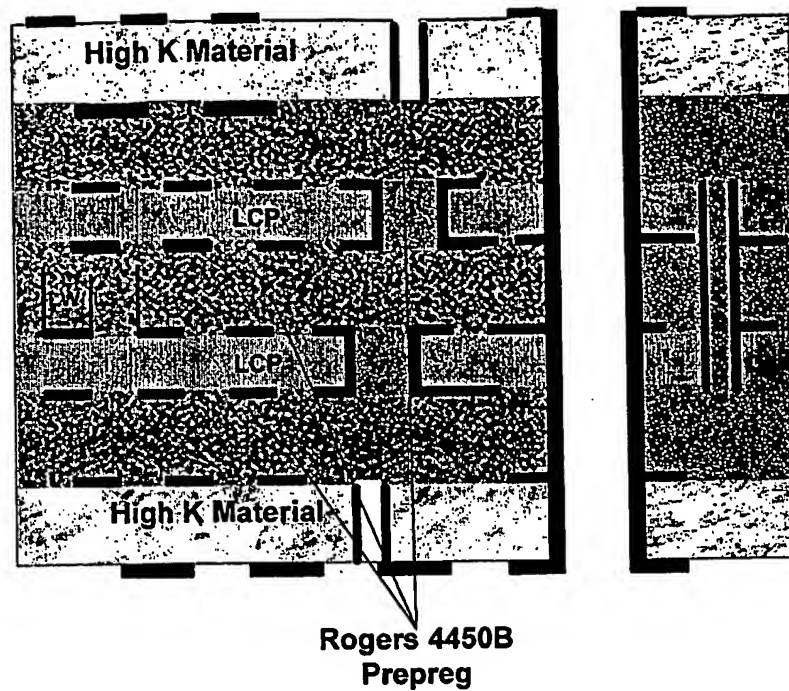 High K Material
LCP
W
LCP
High K Material
Rogers 4450B
Prepreg